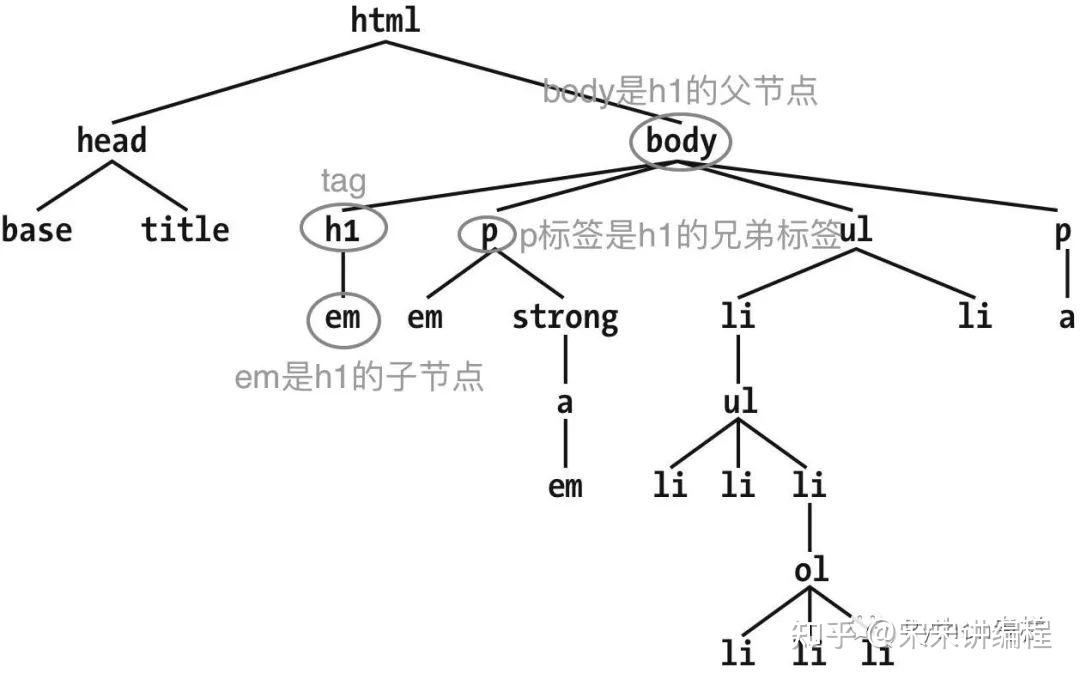 html
body是h1的父节点
head
body
tag
base
title
h1
p
p标签是h1的兄弟标签
ul
p
em
em
strong
li
li
a
em是h1的子节点
a
ul
em
li
li
li
ol
知乎 @宋宋讲编程
li
li
li